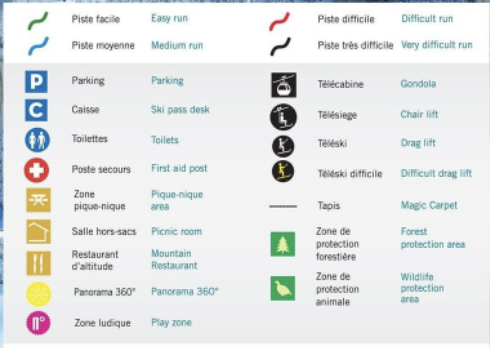 Piste facile Easy run
Piste moyenne Medium run
P Parking Parking
C Caisse Ski pass desk
Toilettes Toilets
Poste secours First aid post
Zone Pique-nique
pique-nique area
Salle hors-sacs Picnic room
Restaurant Mountain
d'altitude Restaurant
Panorama 360° Panorama 360°
n° Zone ludique Play zone
Piste difficile Difficult run
Piste très difficile Very difficult run
Télécabine Gondola
Télésiege Chair lift
Téléski Drag lift
Téléski difficile Difficult drag lift
Tapis Magic Carpet
Zone de Forest
protection protection area
forestière
Zone de Wildlife
protection protection
animale area